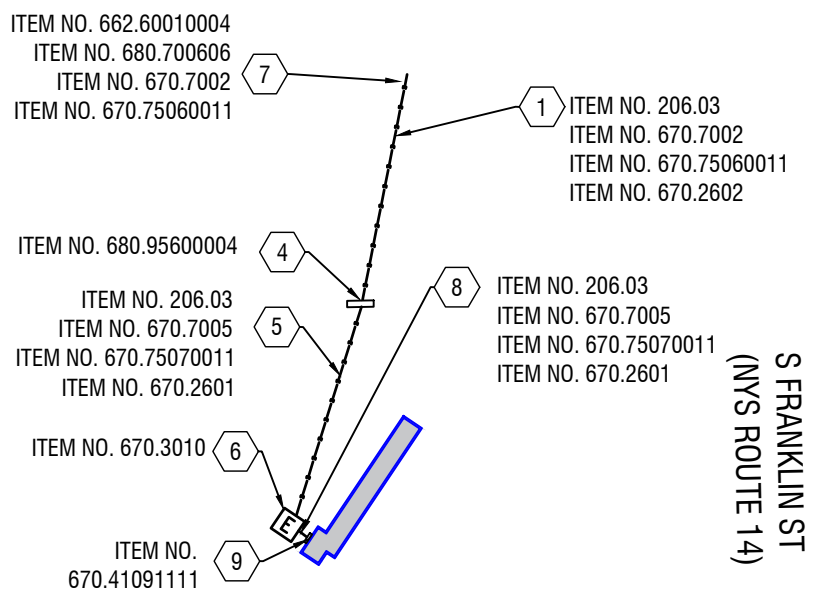 ITEM NO. 662.60010004
ITEM NO. 680.700606
ITEM NO. 670.7002
ITEM NO. 670.75060011
7
1
ITEM NO. 206.03
ITEM NO. 670.7002
ITEM NO. 670.75060011
ITEM NO. 670.2602
ITEM NO. 680.95600004
4
ITEM NO. 206.03
ITEM NO. 670.7005
ITEM NO. 670.75070011
ITEM NO. 670.2601
5
8
ITEM NO. 206.03
ITEM NO. 670.7005
ITEM NO. 670.75070011
ITEM NO. 670.2601
S FRANKLIN ST
(NYS ROUTE 14)
ITEM NO. 670.3010
6
E
ITEM NO.
670.41091111
9